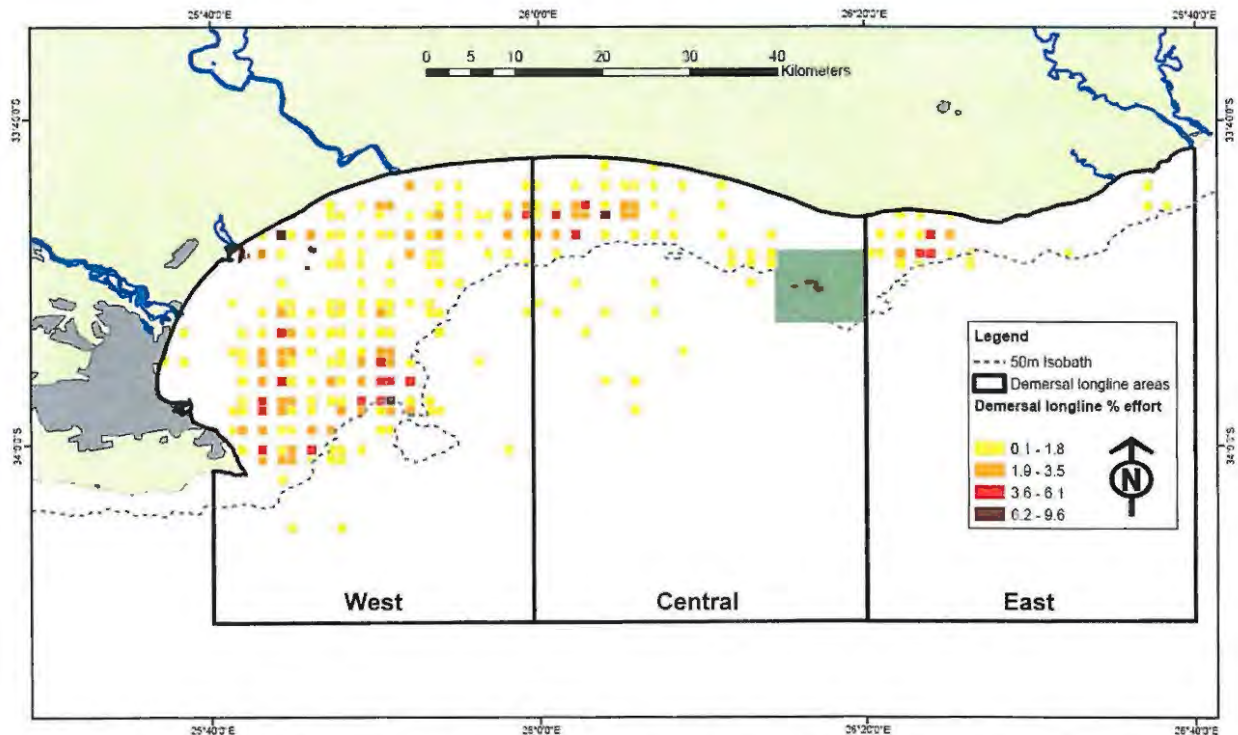 25°40'0"E 26°0'0"E 26°20'0"E 26°40'0"E
0 5 10 20 30 40
Kilometers
33°40'0"S 33°40'0"S
34°0'0"S 34°0'0"S
Legend
50m Isobath
Demersal longline areas
Demersal longline % effort
0.1 - 1.8
1.9 - 3.5
3.6 - 6.1
6.2 - 9.6
N
West Central East
25°40'0"E 26°0'0"E 26°20'0"E 26°40'0"E